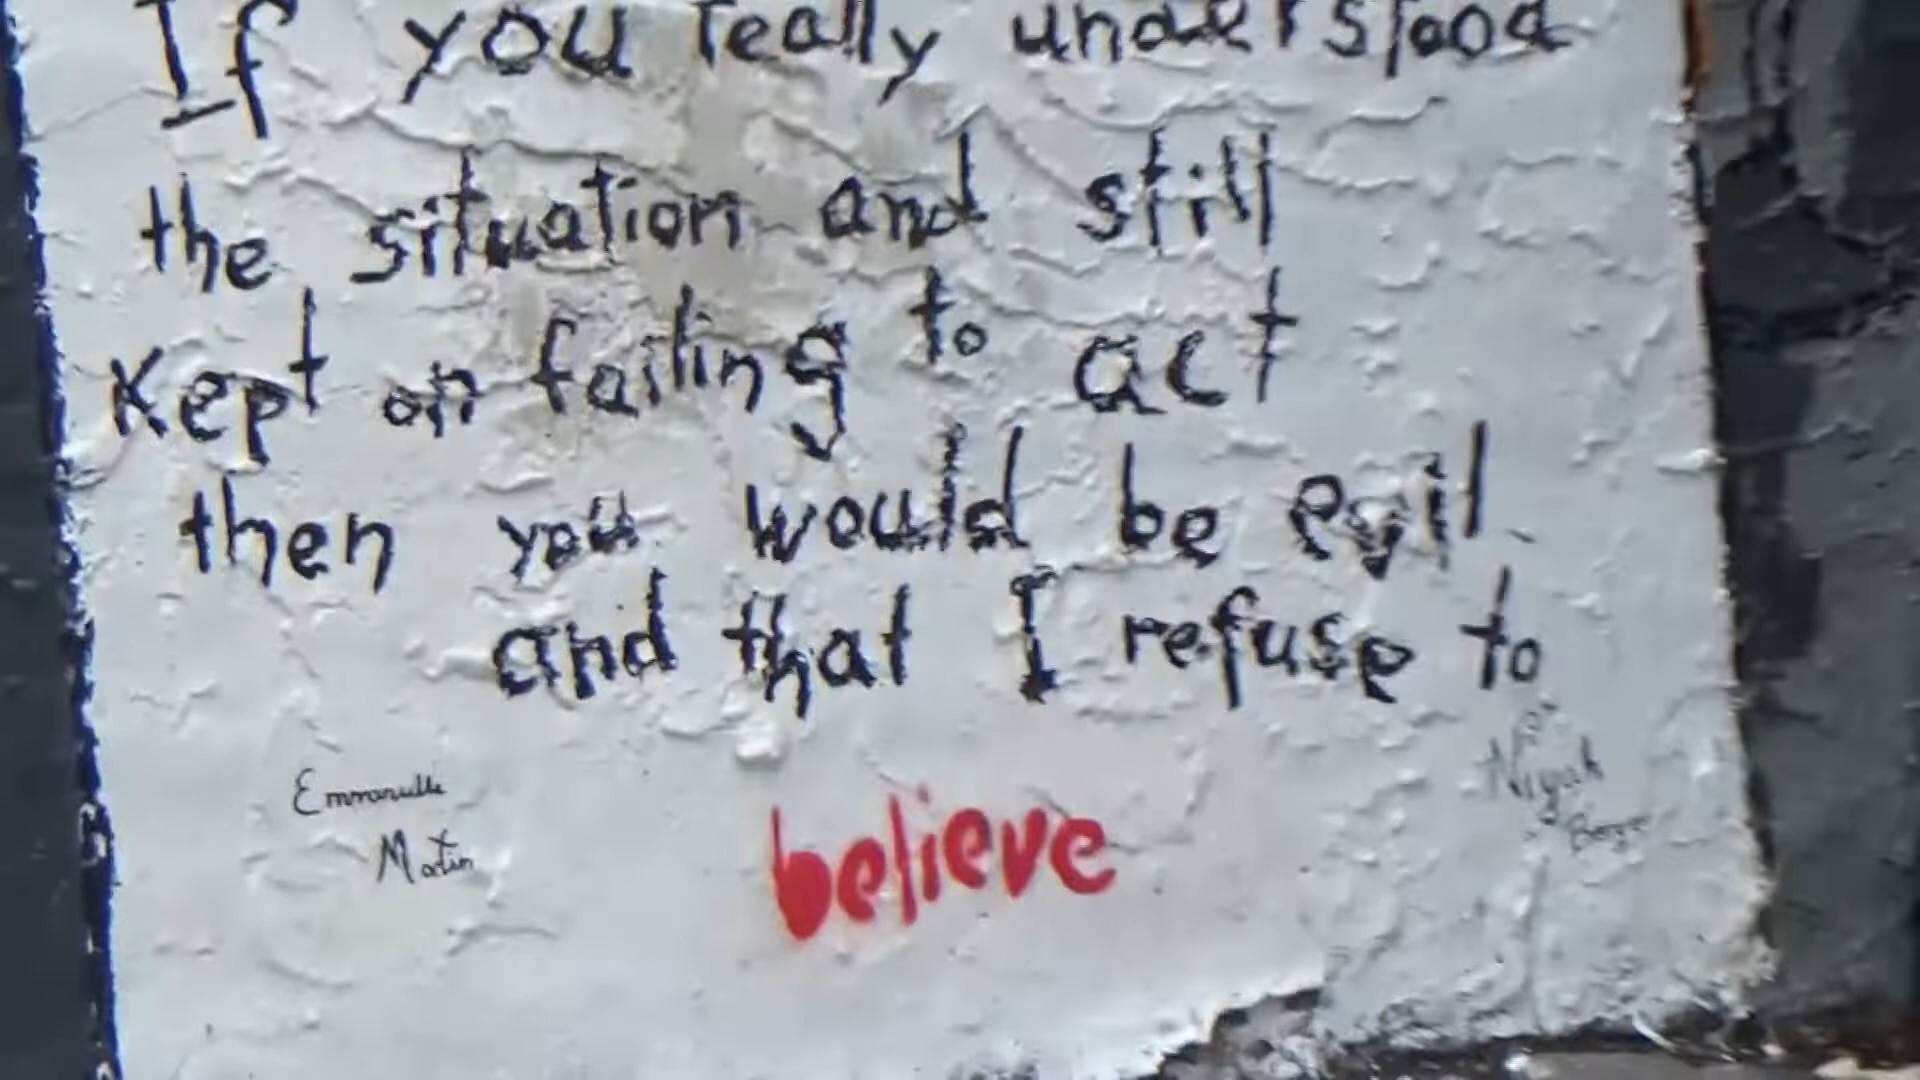 If you really understood
the situation and still
Kept on failing to act
then you would be evil
and that I refuse to
believe
Emmanuelle
Martin
Niyah